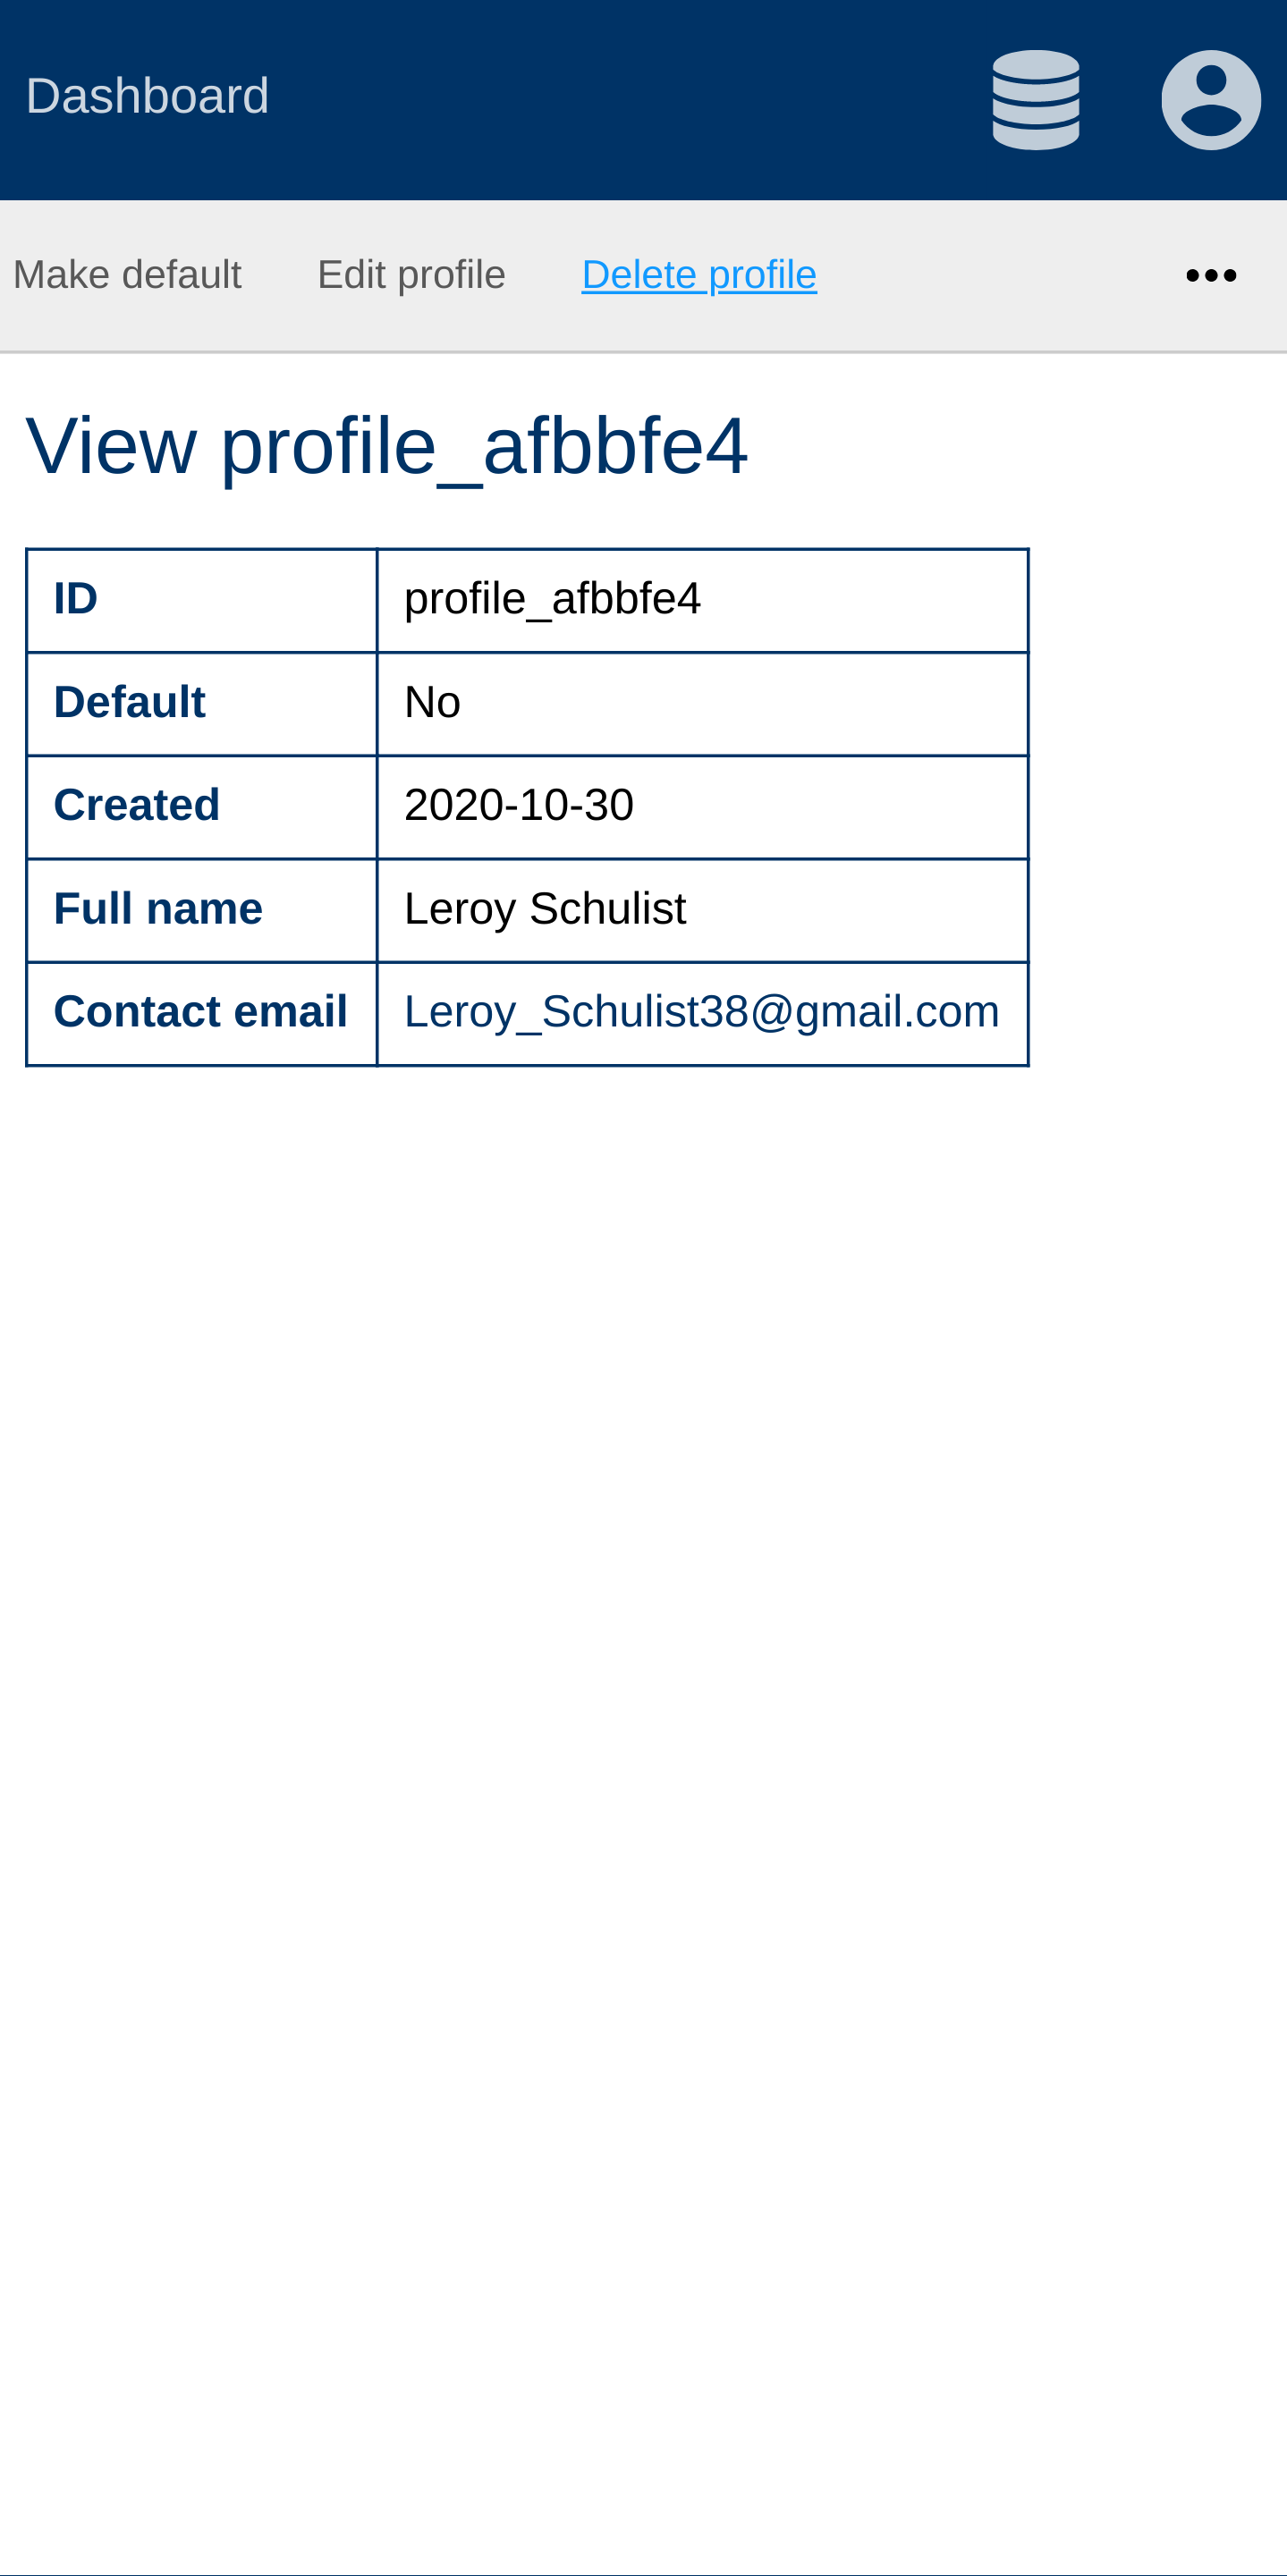 Dashboard
Make default Edit profile Delete profile
View profile_afbbfe4
ID profile_afbbfe4
Default No
Created 2020-10-30
Full name Leroy Schulist
Contact email Leroy_Schulist38@gmail.com